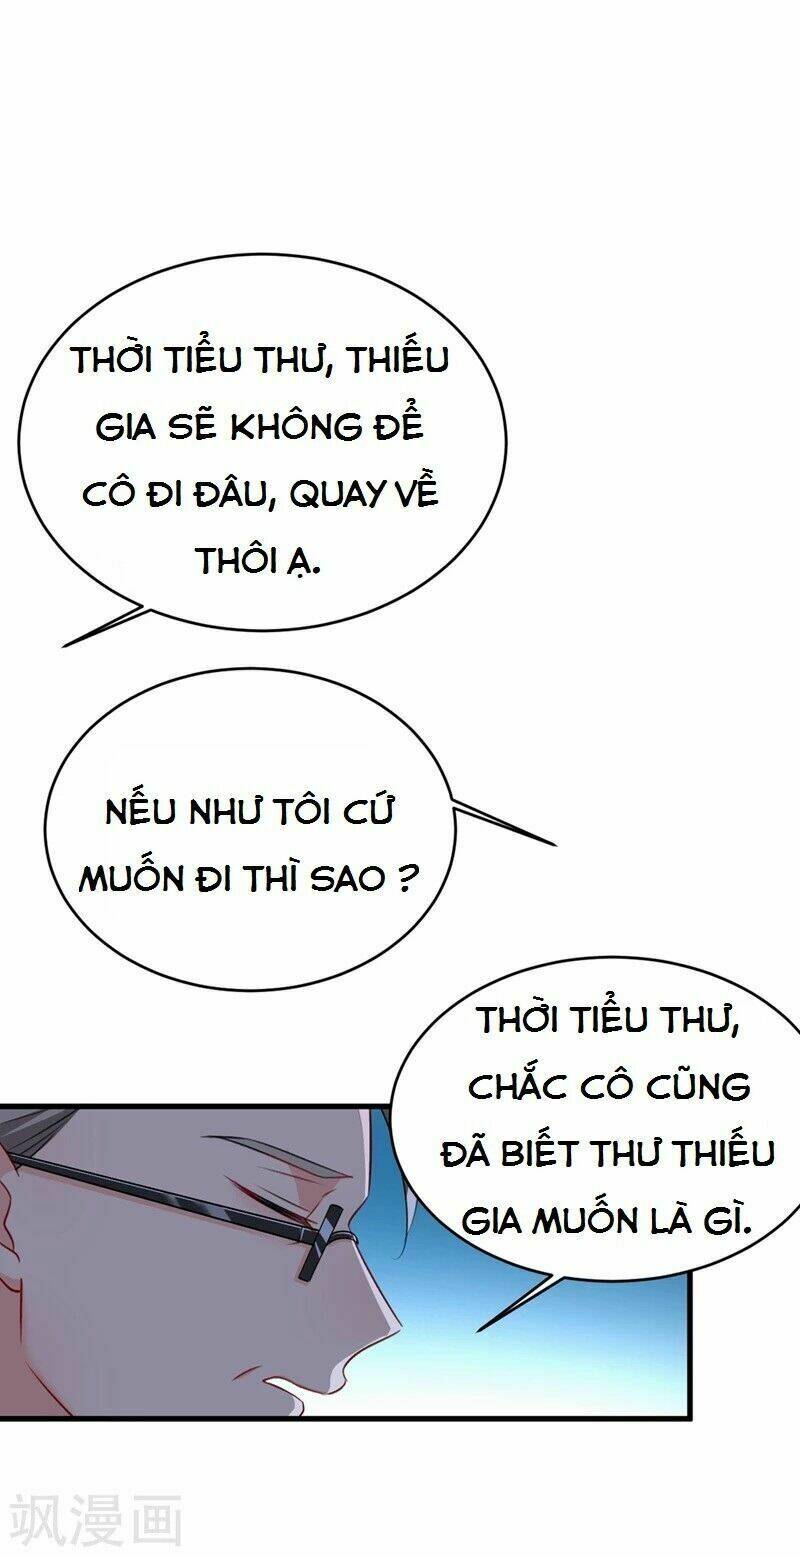 THỜI TIỂU THƯ, THIẾU
GIA SẼ KHÔNG ĐỂ
CÔ ĐI ĐÂU, QUAY VỀ
THÔI Ạ.
NẾU NHƯ TÔI CỨ
MUỐN ĐI THÌ SAO ?
THỜI TIỂU THƯ,
CHẮC CÔ CŨNG
ĐÃ BIẾT THƯ THIẾU
GIA MUỐN LÀ GÌ.
飒漫画